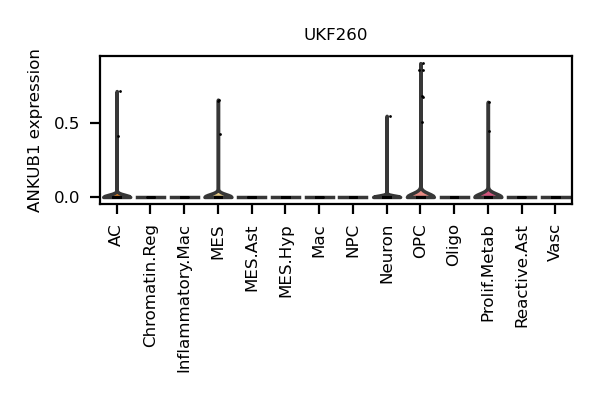 UKF260
ANKUB1 expression
0.5
0.0
AC
Chromatin.Reg
Inflammatory.Mac
MES
MES.Ast
MES.Hyp
Mac
NPC
Neuron
OPC
Oligo
Prolif.Metab
Reactive.Ast
Vasc